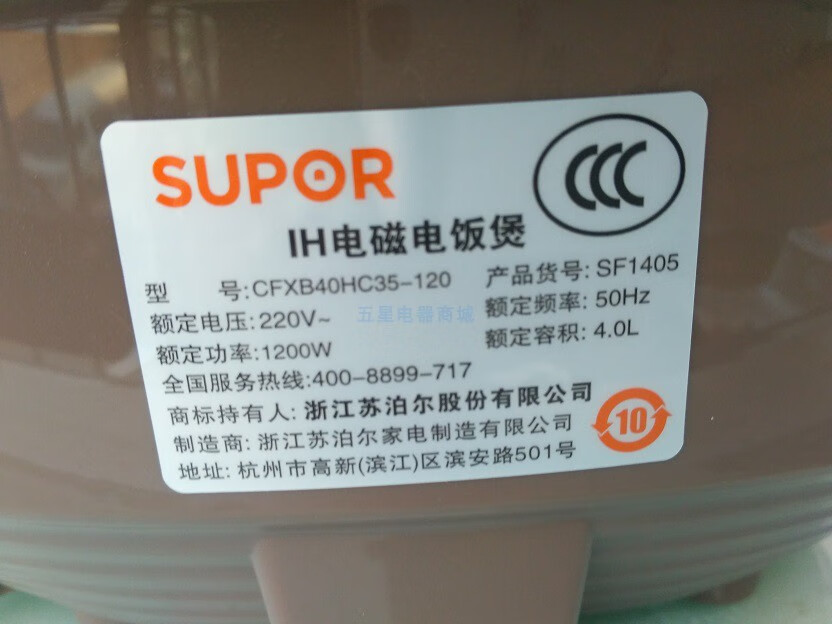 SUPOR
CCC
IH电磁电饭煲
型 号:CFXB40HC35-120 产品货号: SF1405
额定电压:220V~ 额定频率: 50Hz
五星电器商城
额定功率:1200W 额定容积: 4.0L
全国服务热线:400-8899-717
商标持有人: 浙江苏泊尔股份有限公司
制造商: 浙江苏泊尔家电制造有限公司
地址: 杭州市高新(滨江)区滨安路501号
10